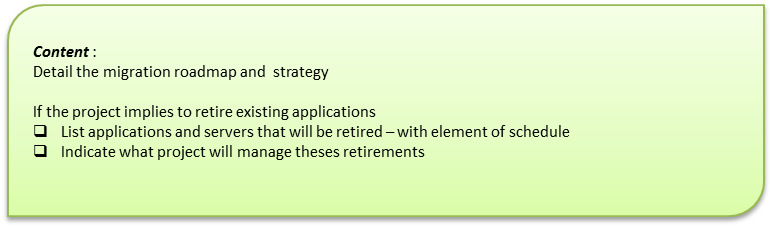 Content :
Detail the migration roadmap and  strategy
If the project implies to retire existing applications
❑ List applications and servers that will be retired – with element of schedule
❑ Indicate what project will manage theses retirements